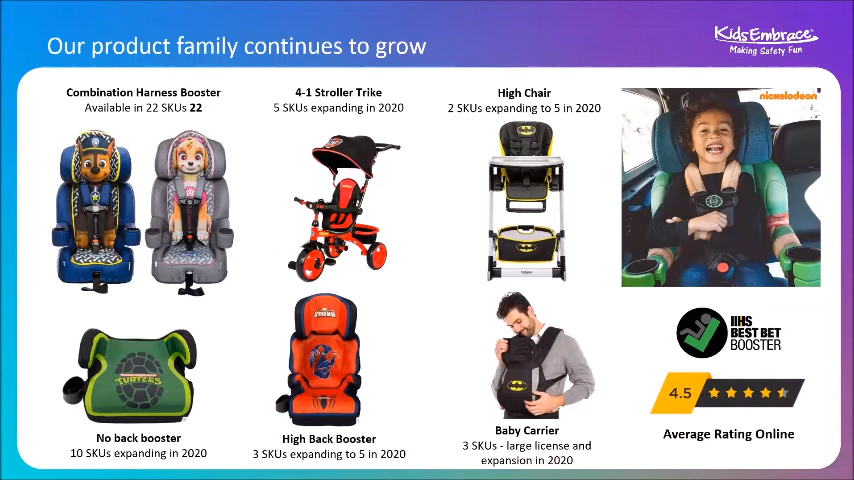 Our product family continues to grow
KidsEmbrace
Making Safety Fun
Combination Harness Booster
Available in 22 SKUs 22
4-1 Stroller Trike
5 SKUs expanding in 2020
High Chair
2 SKUs expanding to 5 in 2020
nickelodeon
BATMAN
SPIDER-MAN
TURTLES
No back booster
10 SKUs expanding in 2020
High Back Booster
3 SKUs expanding to 5 in 2020
Baby Carrier
3 SKUs - large license and
expansion in 2020
IIHS
BEST BET
BOOSTER
4.5
Average Rating Online